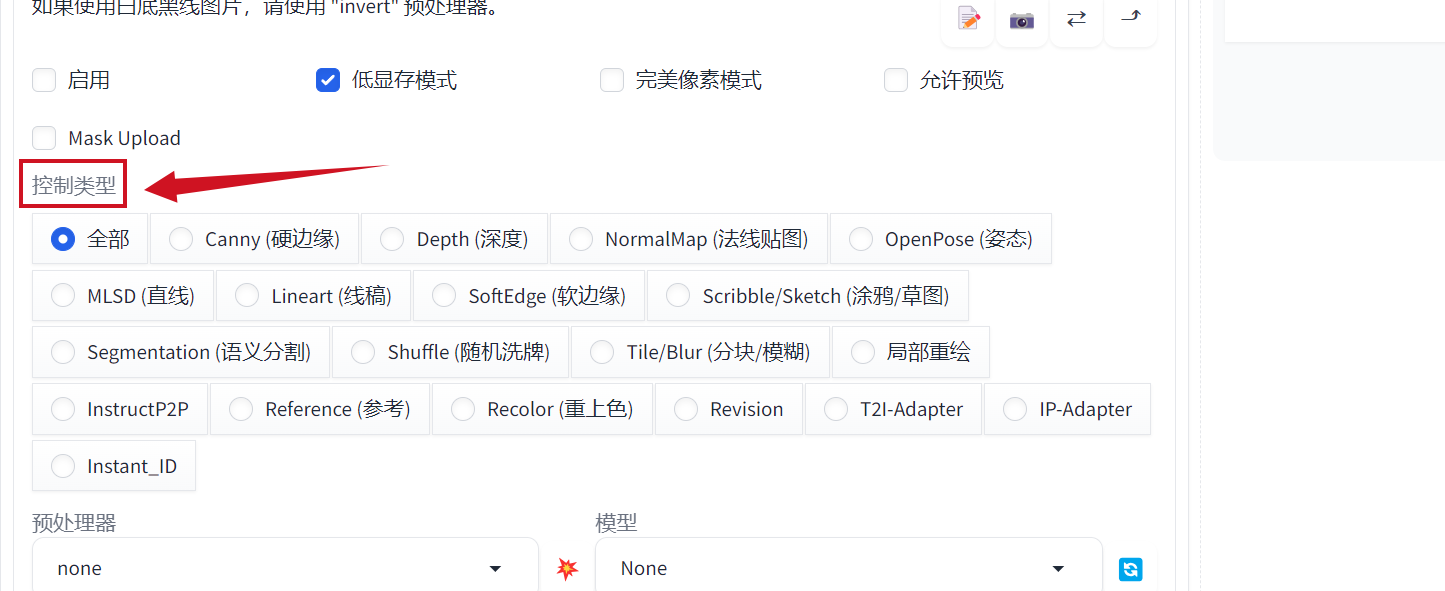 如果使用白底黑线图片，请使用 "invert" 预处理器。
启用 低显存模式 完美像素模式 允许预览
Mask Upload
控制类型
全部 Canny (硬边缘) Depth (深度) NormalMap (法线贴图) OpenPose (姿态)
MLSD (直线) Lineart (线稿) SoftEdge (软边缘) Scribble/Sketch (涂鸦/草图)
Segmentation (语义分割) Shuffle (随机洗牌) Tile/Blur (分块/模糊) 局部重绘
InstructP2P Reference (参考) Recolor (重上色) Revision T2I-Adapter IP-Adapter
Instant_ID
预处理器 模型
none None